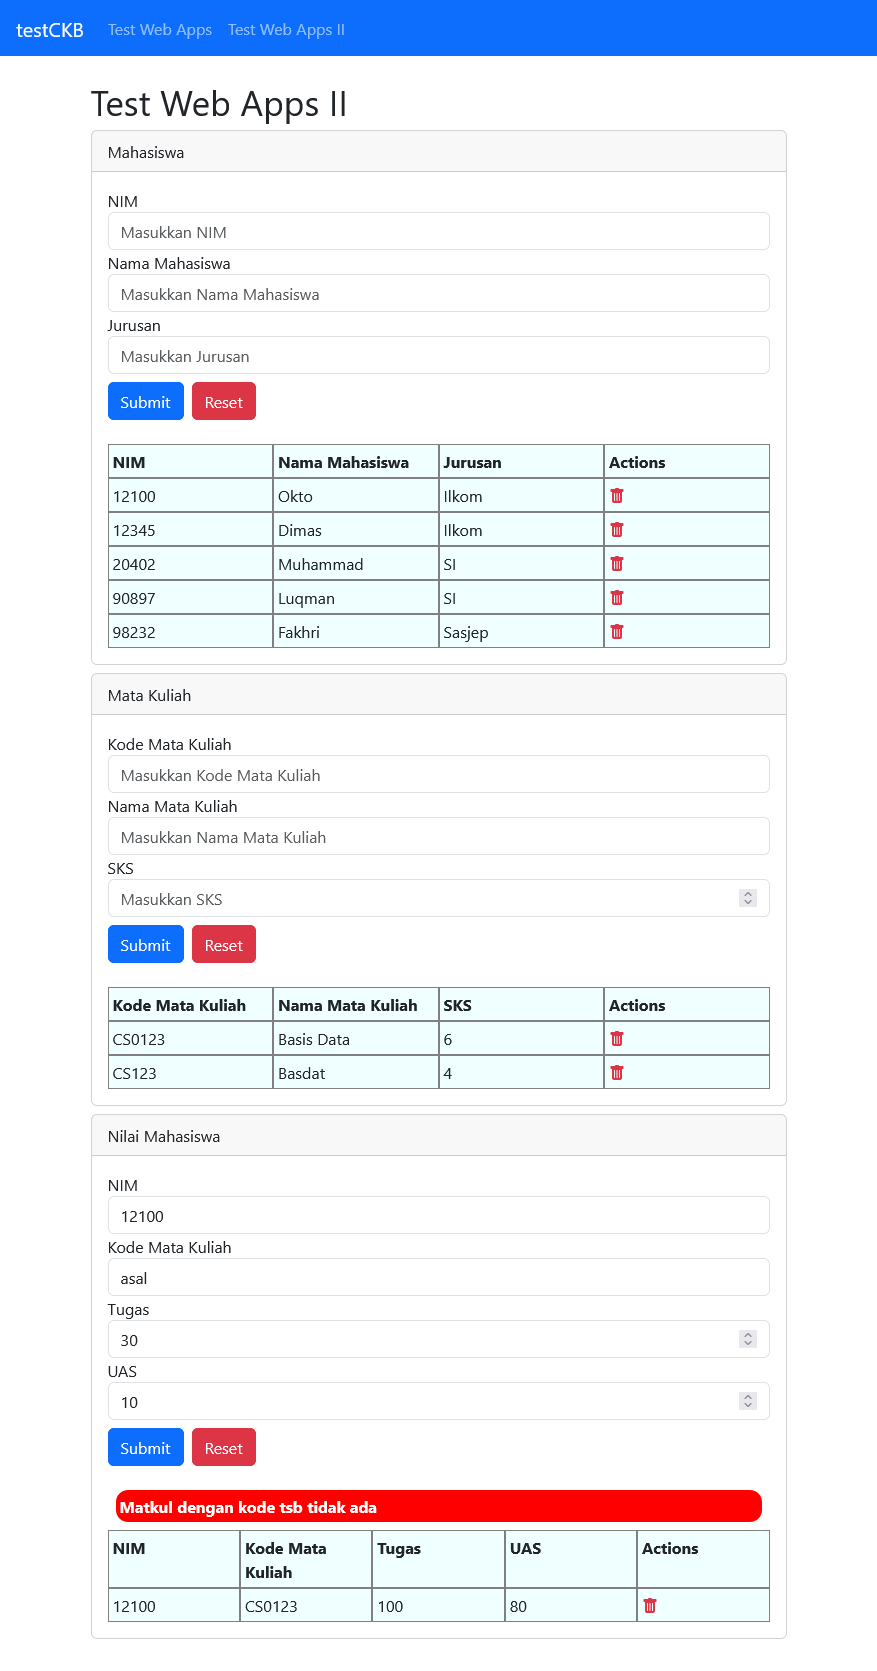 testCKB Test Web Apps Test Web Apps II
Test Web Apps II
Mahasiswa
NIM
Masukkan NIM
Nama Mahasiswa
Masukkan Nama Mahasiswa
Jurusan
Masukkan Jurusan
Submit Reset
NIM Nama Mahasiswa Jurusan Actions
12100 Okto Ilkom
12345 Dimas Ilkom
20402 Muhammad SI
90897 Luqman SI
98232 Fakhri Sasjep
Mata Kuliah
Kode Mata Kuliah
Masukkan Kode Mata Kuliah
Nama Mata Kuliah
Masukkan Nama Mata Kuliah
SKS
Masukkan SKS
Submit Reset
Kode Mata Kuliah Nama Mata Kuliah SKS Actions
CS0123 Basis Data 6
CS123 Basdat 4
Nilai Mahasiswa
NIM
12100
Kode Mata Kuliah
asal
Tugas
30
UAS
10
Submit Reset
Matkul dengan kode tsb tidak ada
NIM Kode Mata Kuliah Tugas UAS Actions
12100 CS0123 100 80